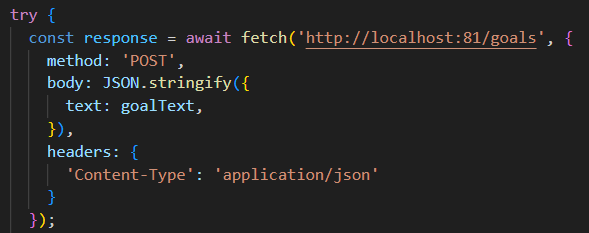 try {
const response = await fetch('http://localhost:81/goals', {
method: 'POST',
body: JSON.stringify({
text: goalText,
}),
headers: {
'Content-Type': 'application/json'
}
});